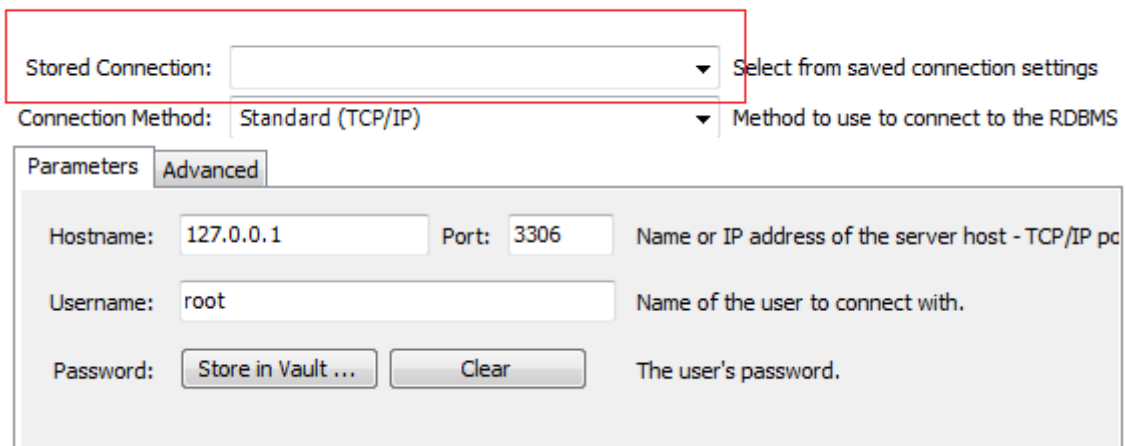 Stored Connection: Select from saved connection settings
Connection Method: Standard (TCP/IP) Method to use to connect to the RDBMS
Parameters Advanced
Hostname: 127.0.0.1 Port: 3306 Name or IP address of the server host - TCP/IP po
Username: root Name of the user to connect with.
Password: Store in Vault ... Clear The user's password.